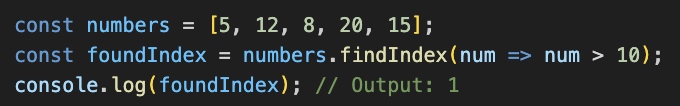 const numbers = [5, 12, 8, 20, 15];
const foundIndex = numbers.findIndex(num => num > 10);
console.log(foundIndex); // Output: 1